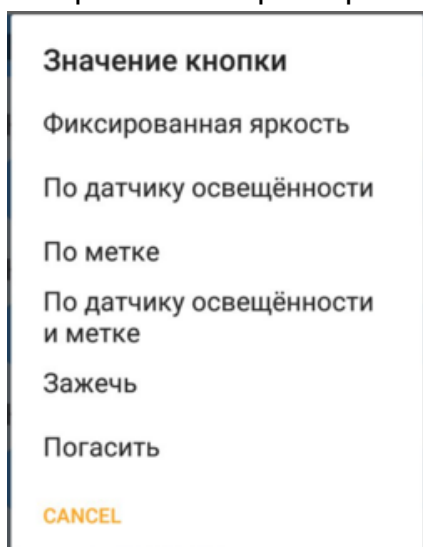 Значение кнопки
Фиксированная яркость
По датчику освещённости
По метке
По датчику освещённости
и метке
Зажечь
Погасить
CANCEL